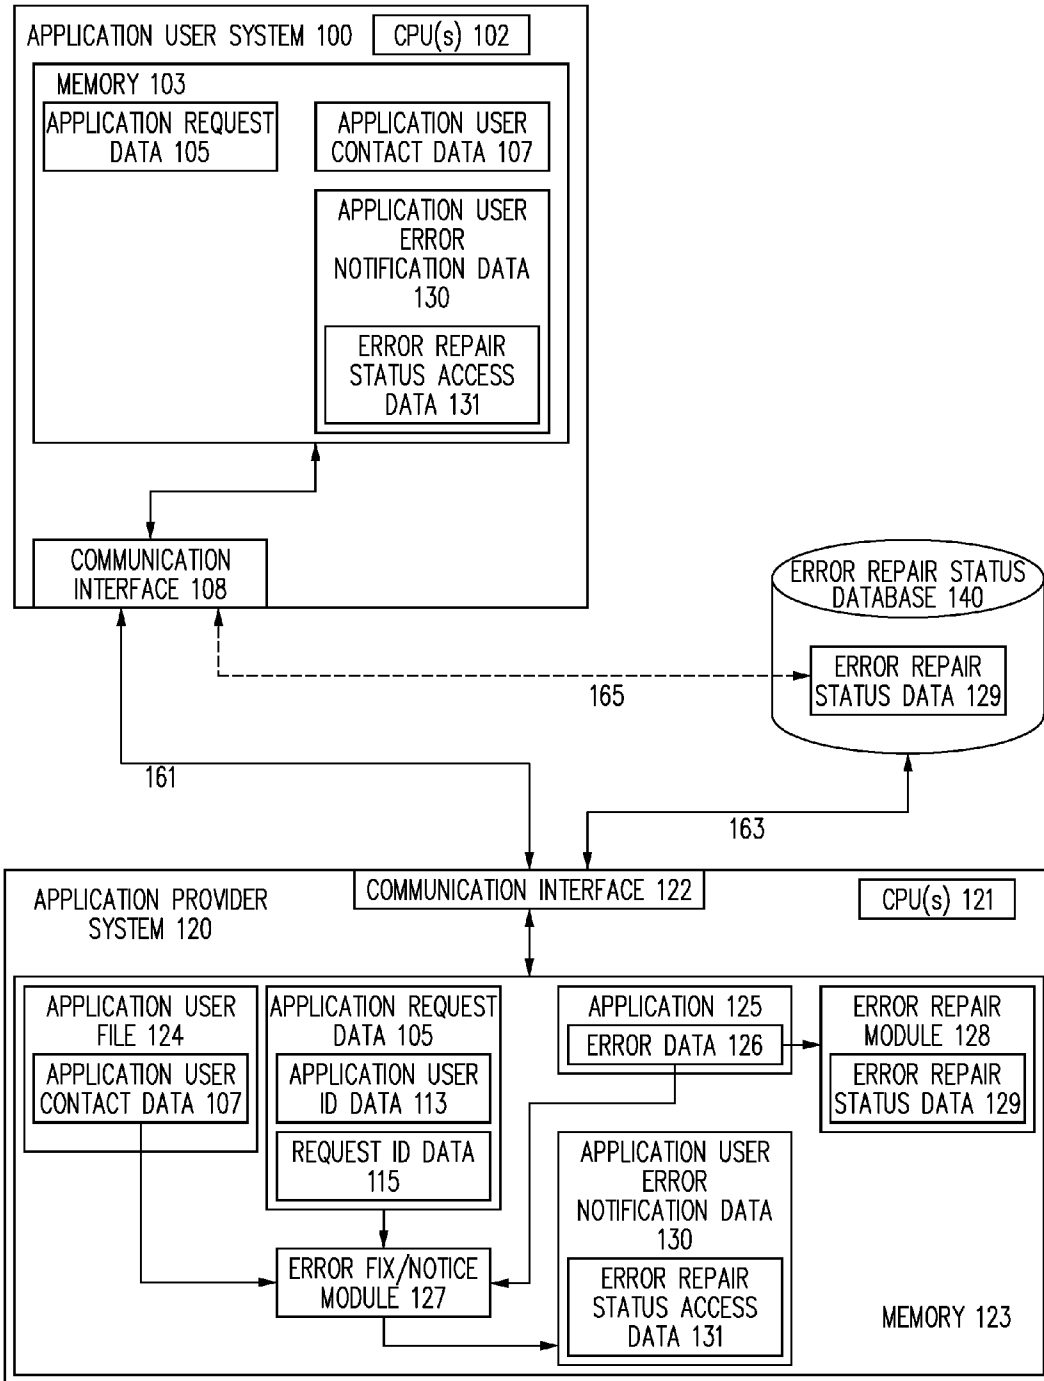 APPLICATION USER SYSTEM 100
CPU(s) 102
MEMORY 103
APPLICATION REQUEST
DATA 105
APPLICATION USER
CONTACT DATA 107
APPLICATION USER
ERROR
NOTIFICATION DATA
130
ERROR REPAIR
STATUS ACCESS
DATA 131
COMMUNICATION
INTERFACE 108
ERROR REPAIR STATUS
DATABASE 140
ERROR REPAIR
STATUS DATA 129
165
161
163
COMMUNICATION INTERFACE 122
APPLICATION PROVIDER
SYSTEM 120
CPU(s) 121
APPLICATION USER
FILE 124
APPLICATION USER
CONTACT DATA 107
APPLICATION REQUEST
DATA 105
APPLICATION USER
ID DATA 113
REQUEST ID DATA
115
APPLICATION 125
ERROR DATA 126
ERROR REPAIR
MODULE 128
ERROR REPAIR
STATUS DATA 129
ERROR FIX/NOTICE
MODULE 127
APPLICATION USER
ERROR
NOTIFICATION DATA
130
ERROR REPAIR
STATUS ACCESS
DATA 131
MEMORY 123